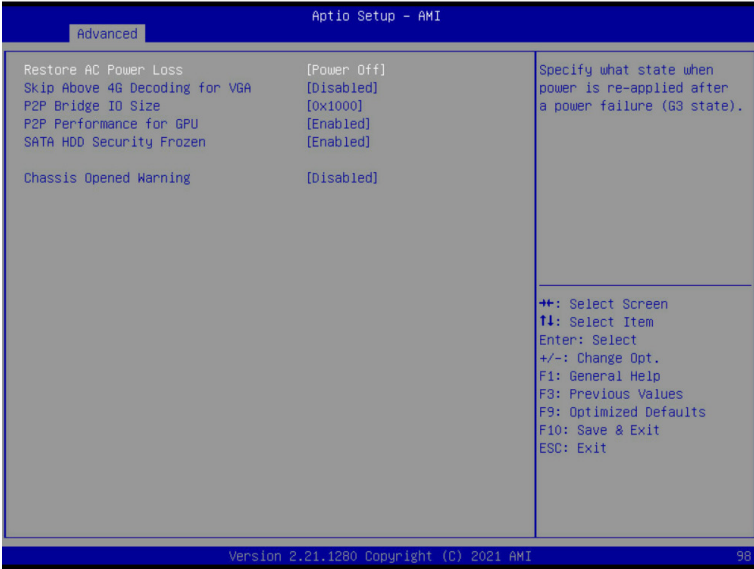 Aptio Setup – AMI
Advanced
Restore AC Power Loss [Power Off]
Skip Above 4G Decoding for VGA [Disabled]
P2P Bridge IO Size [0x1000]
P2P Performance for GPU [Enabled]
SATA HDD Security Frozen [Enabled]
Chassis Opened Warning [Disabled]
Specify what state when
power is re-applied after
a power failure (G3 state).
→←: Select Screen
↑↓: Select Item
Enter: Select
+/-: Change Opt.
F1: General Help
F3: Previous Values
F9: Optimized Defaults
F10: Save & Exit
ESC: Exit
Version 2.21.1280 Copyright (C) 2021 AMI
98